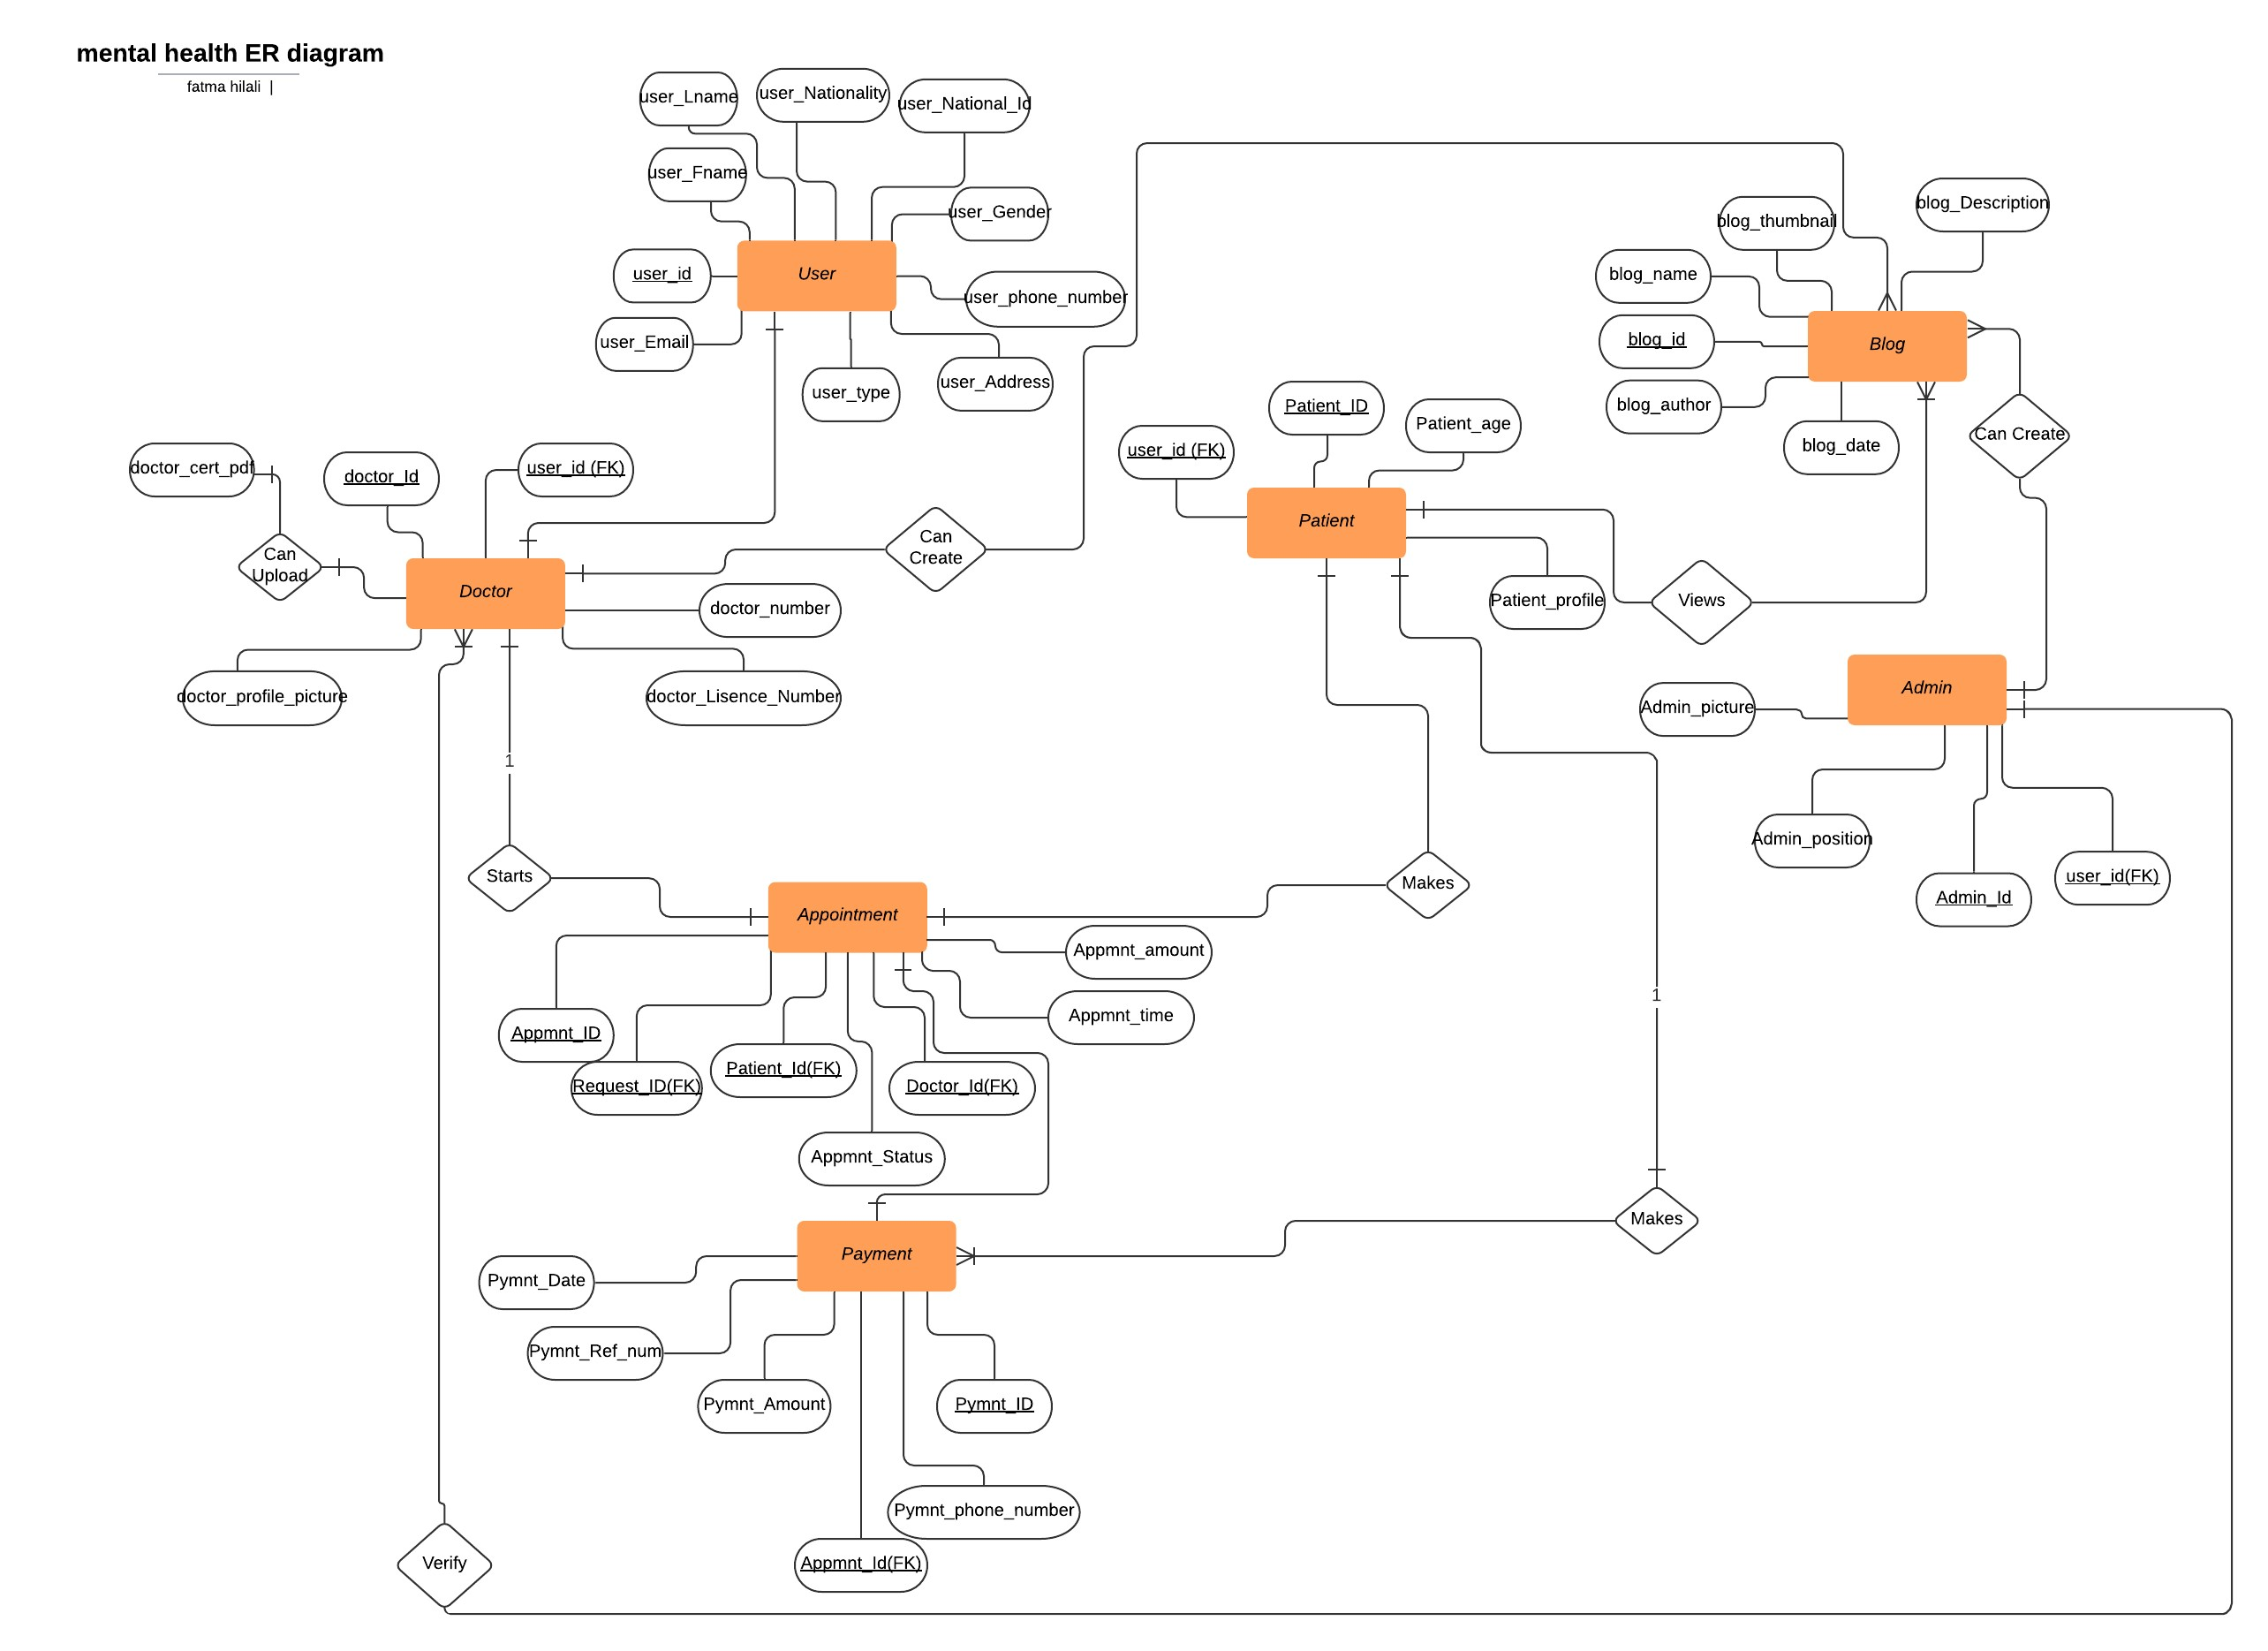 mental health ER diagram
fatma hilali |
user_Lname
user_Nationality
user_National_Id
user_Fname
user_Gender
user_id
User
user_phone_number
user_Email
user_type
user_Address
blog_Description
blog_thumbnail
blog_name
blog_id
Blog
blog_author
blog_date
Can Create
Patient_ID
Patient_age
user_id (FK)
Patient
Patient_profile
Views
doctor_cert_pdf
doctor_Id
user_id (FK)
Can
Upload
Can
Create
Doctor
doctor_number
doctor_profile_picture
doctor_Lisence_Number
Admin
Admin_picture
Admin_position
Admin_Id
user_id(FK)
1
Starts
Makes
Appointment
Appmnt_amount
Appmnt_time
1
Appmnt_ID
Request_ID(FK)
Patient_Id(FK)
Doctor_Id(FK)
Appmnt_Status
Makes
Payment
Pymnt_Date
Pymnt_Ref_num
Pymnt_Amount
Pymnt_ID
Pymnt_phone_number
Appmnt_Id(FK)
Verify